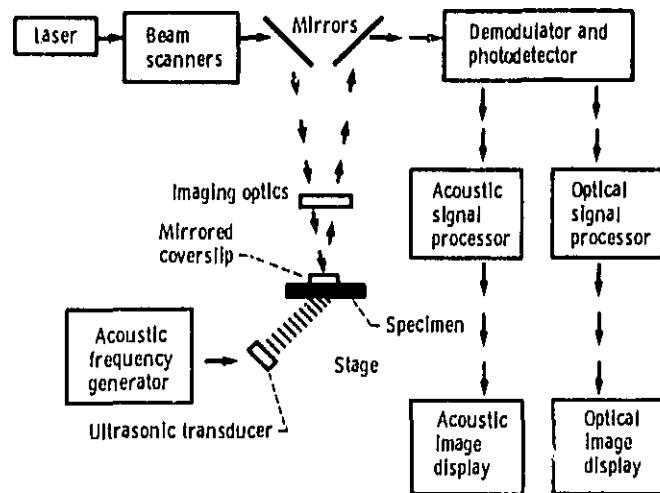 Mirrors
Laser
Beam
scanners
Demodulator and
photodetector
Imaging optics
Acoustic
signal
processor
Optical
signal
processor
Mirrored
coverslip
Specimen
Acoustic
frequency
generator
Stage
Ultrasonic transducer
Acoustic
image
display
Optical
image
display